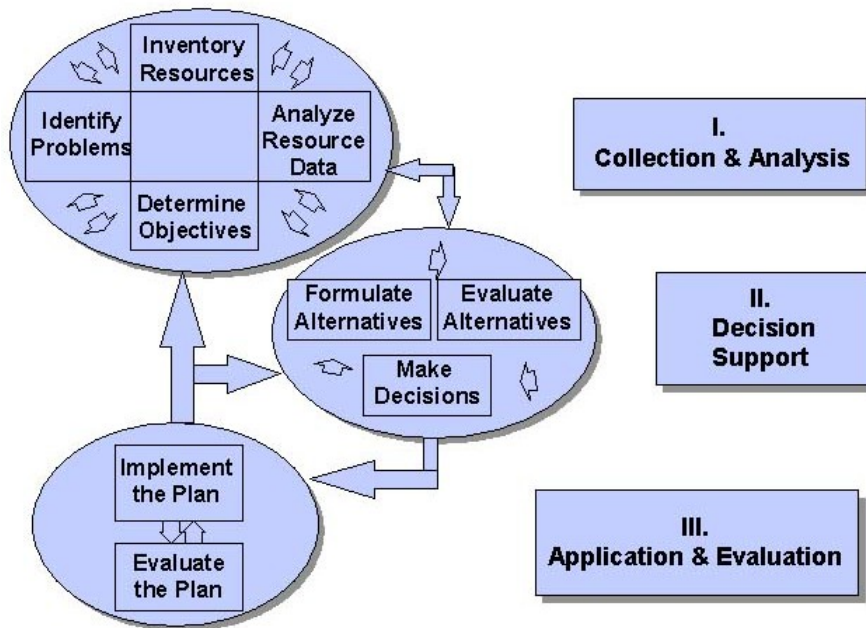 Inventory
Resources
Identify
Problems
Analyze
Resource
Data
Determine
Objectives
I.
Collection & Analysis
Formulate
Alternatives
Evaluate
Alternatives
Make
Decisions
II.
Decision
Support
Implement
the Plan
Evaluate
the Plan
III.
Application & Evaluation